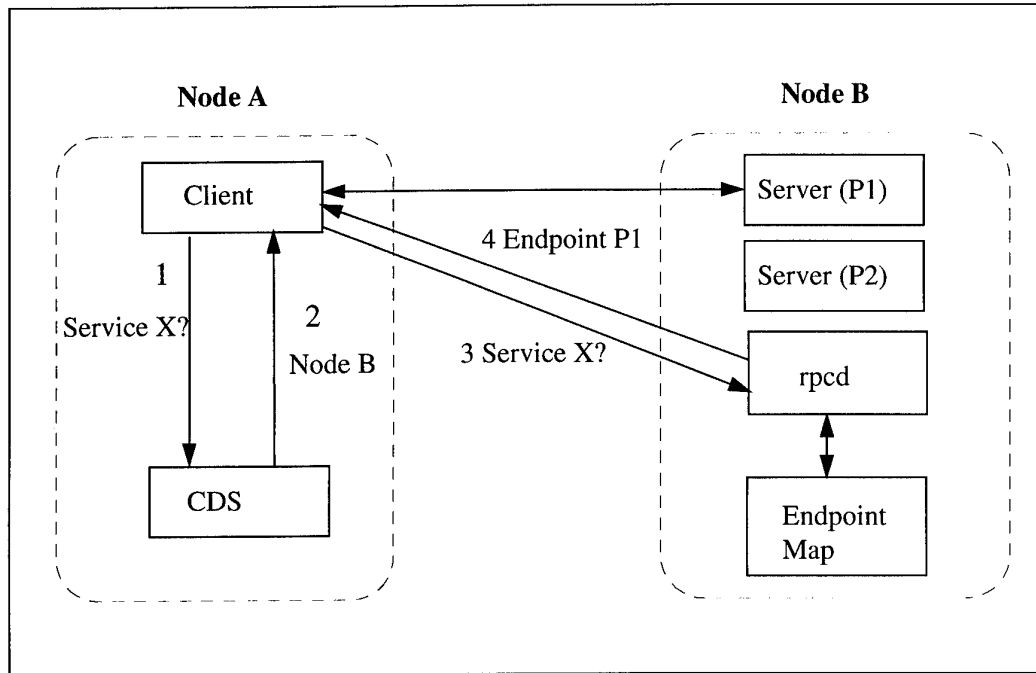 Node A
Node B
Client
Server (P1)
4 Endpoint P1
Server (P2)
1
Service X?
2
Node B
3 Service X?
rpcd
CDS
Endpoint
Map